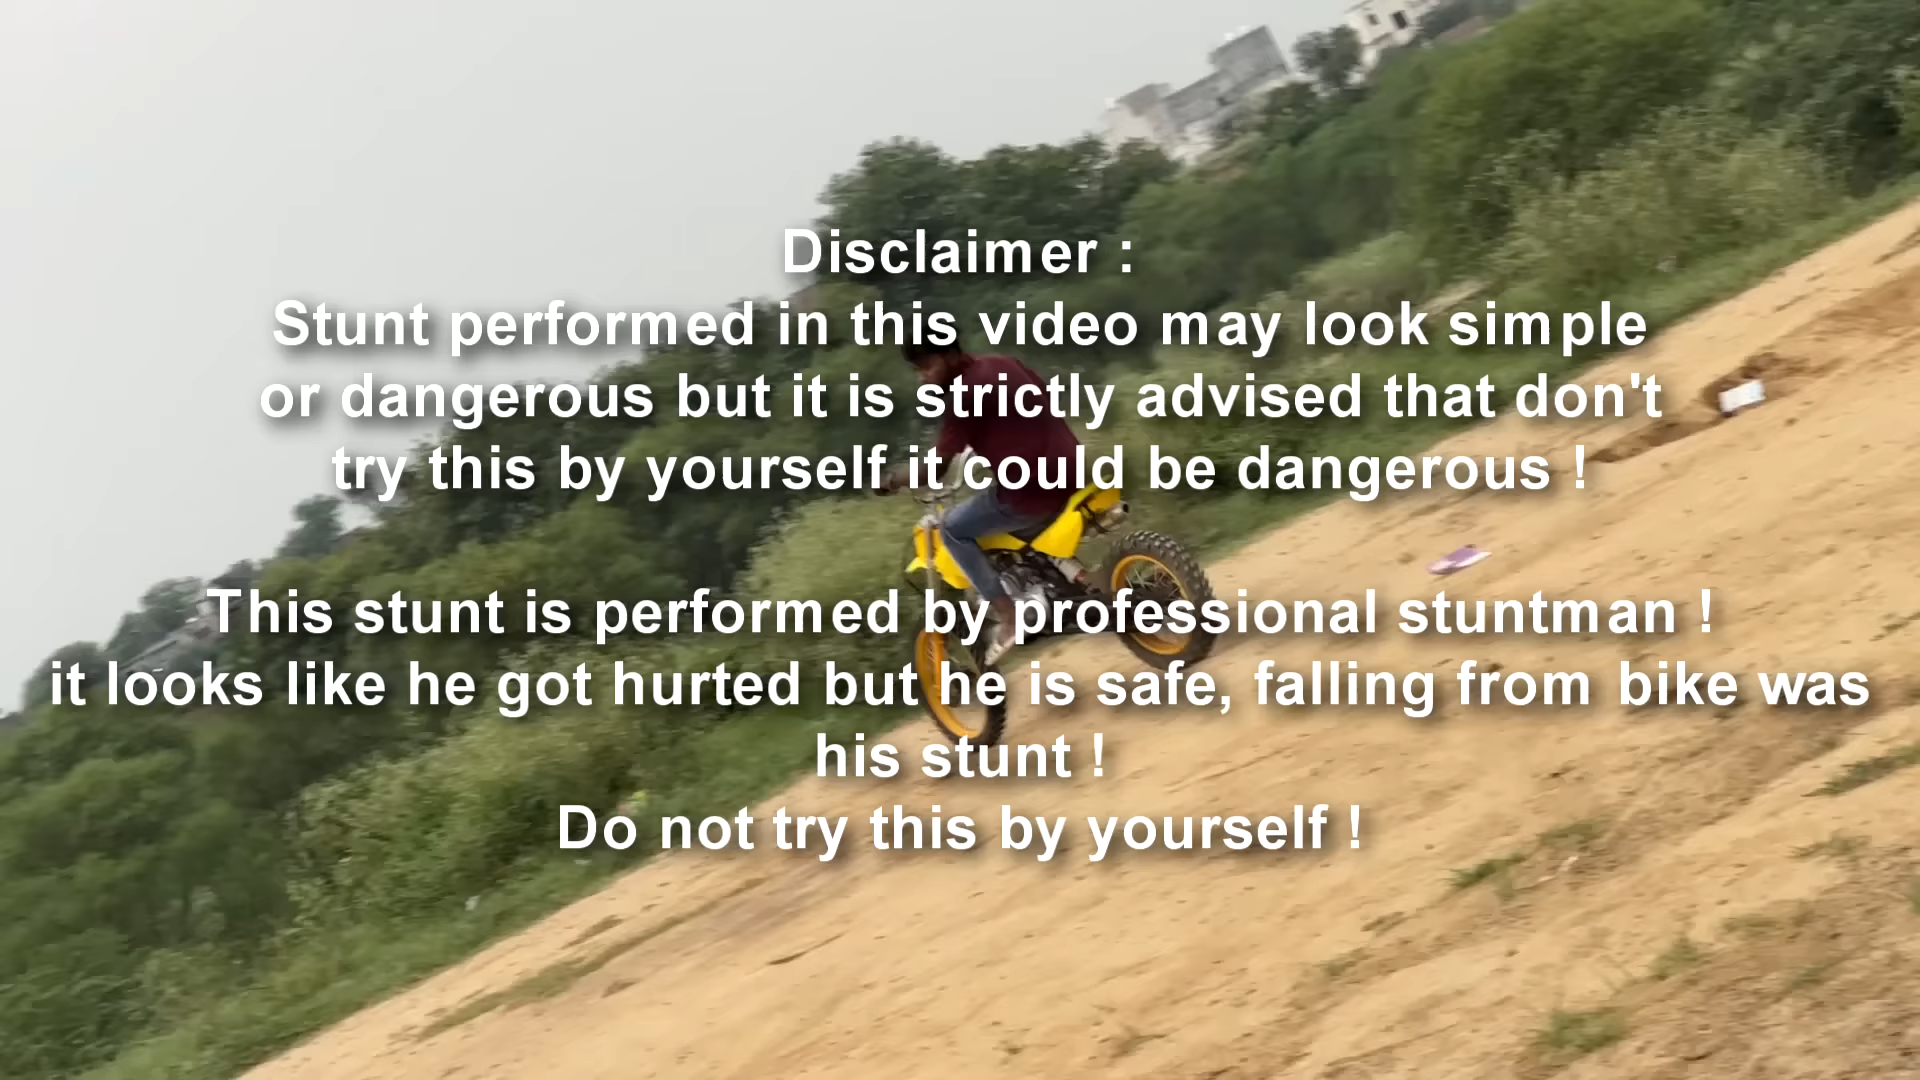 Disclaimer :
Stunt performed in this video may look simple
or dangerous but it is strictly advised that don't
try this by yourself it could be dangerous !
This stunt is performed by professional stuntman !
it looks like he got hurted but he is safe, falling from bike was
his stunt !
Do not try this by yourself !